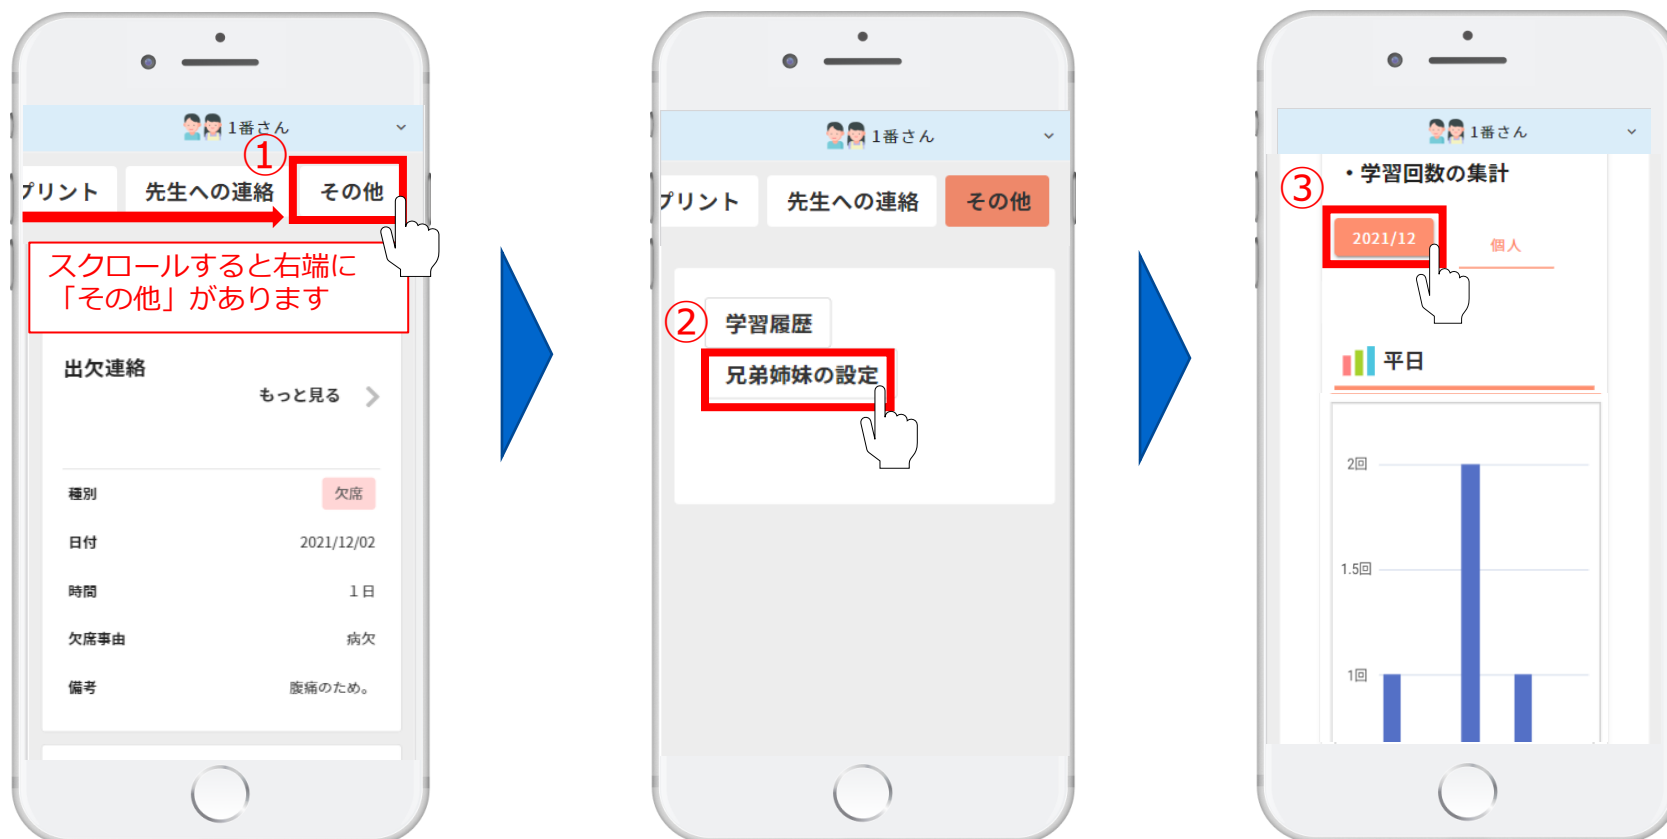 1番さん
①
プリント
先生への連絡
その他
スクロールすると右端に
「その他」があります
出欠連絡
もっと見る
種別
欠席
日付
2021/12/02
時間
1日
欠席事由
病欠
備考
腹痛のため。
1番さん
プリント
先生への連絡
その他
②
学習履歴
兄弟姉妹の設定
1番さん
・学習回数の集計
③
2021/12
個人
平日
2回
1.5回
1回